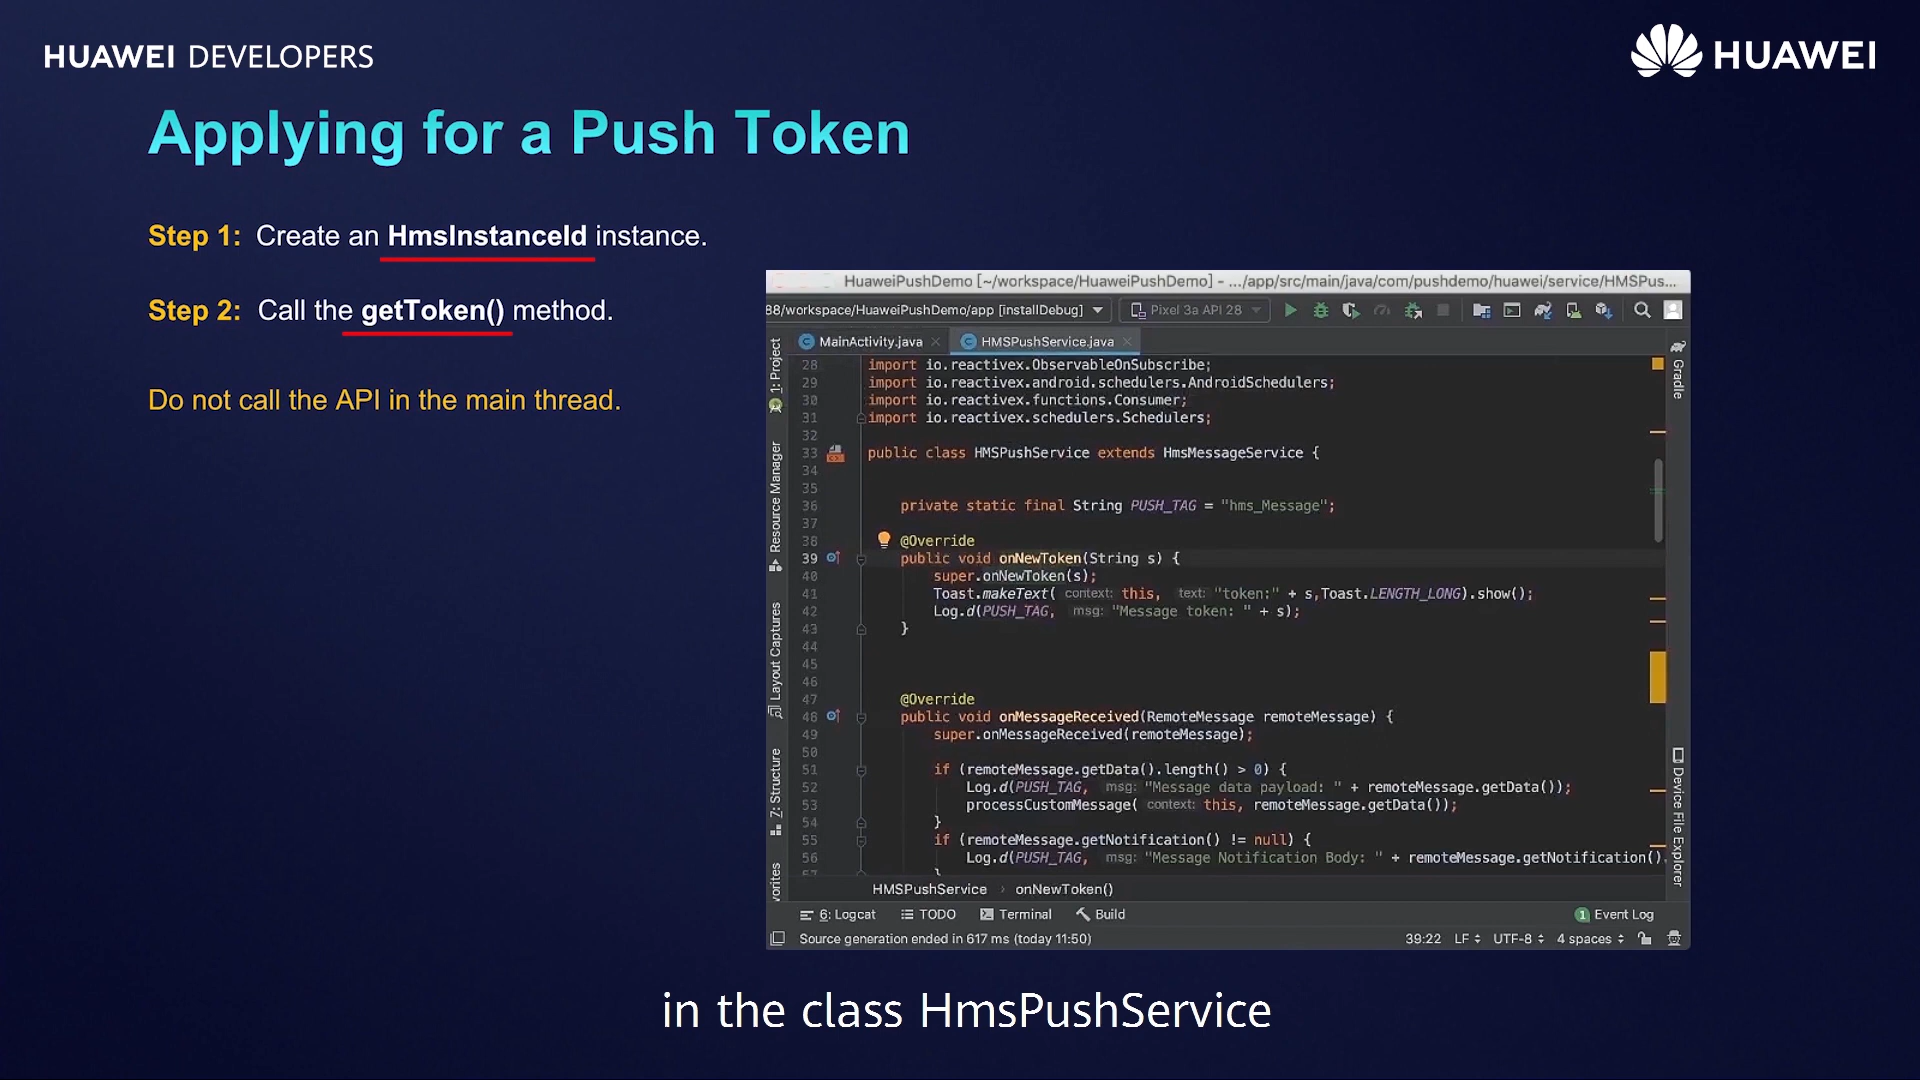 HUAWEI DEVELOPERS
HUAWEI
Applying for a Push Token
Step 1: Create an HmsInstanceId instance.
Step 2: Call the getToken() method.
Do not call the API in the main thread.
HuaweiPushDemo [~/workspace/HuaweiPushDemo] - .../app/src/main/java/com/pushdemo/huawei/service/HMSPus...
88/workspace/HuaweiPushDemo/app [installDebug]
Pixel 3a API 28
MainActivity.java
HMSPushService.java
1: Project
Resource Manager
Layout Captures
7: Structure
vorites
Gradle
Device File Explorer
28 import io.reactivex.ObservableOnSubscribe;
29 import io.reactivex.android.schedulers.AndroidSchedulers;
30 import io.reactivex.functions.Consumer;
31 import io.reactivex.schedulers.Schedulers;
32
33 public class HMSPushService extends HmsMessageService {
34
35
36 private static final String PUSH_TAG = "hms_Message";
37
38 @Override
39 public void onNewToken(String s) {
40 super.onNewToken(s);
41 Toast.makeText( context: this, text: "token:" + s,Toast.LENGTH_LONG).show();
42 Log.d(PUSH_TAG, msg: "Message token: " + s);
43 }
44
45
46
47 @Override
48 public void onMessageReceived(RemoteMessage remoteMessage) {
49 super.onMessageReceived(remoteMessage);
50
51 if (remoteMessage.getData().length() > 0) {
52 Log.d(PUSH_TAG, msg: "Message data payload: " + remoteMessage.getData());
53 processCustomMessage( context: this, remoteMessage.getData());
54 }
55 if (remoteMessage.getNotification() != null) {
56 Log.d(PUSH_TAG, msg: "Message Notification Body: " + remoteMessage.getNotification().
57 }
HMSPushService › onNewToken()
6: Logcat TODO Terminal Build
1 Event Log
Source generation ended in 617 ms (today 11:50)
39:22 LF UTF-8 4 spaces
in the class HmsPushService